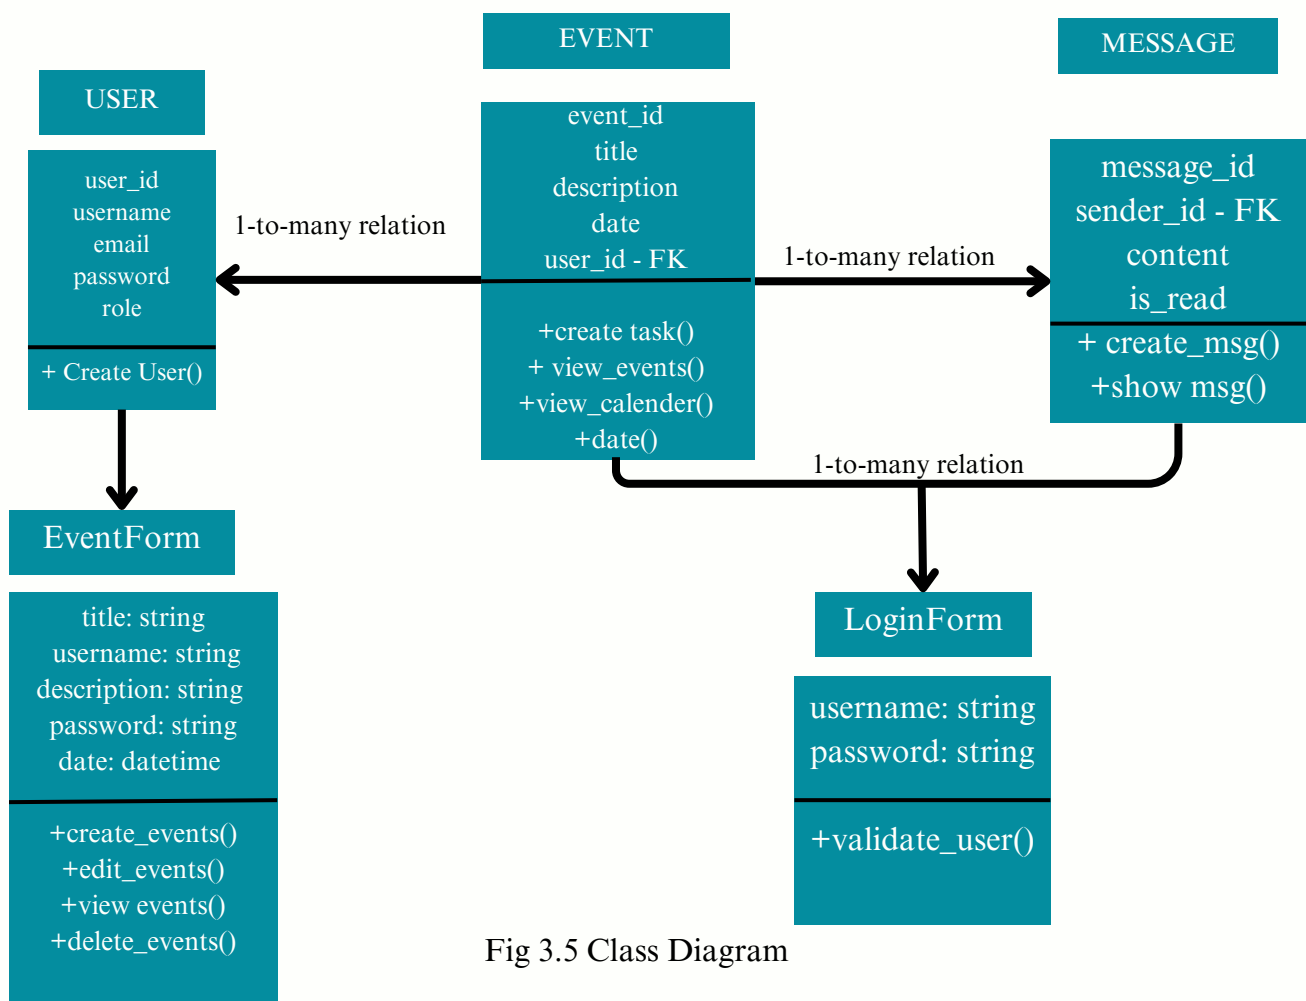 USER
user_id
username
email
password
role
+ Create User()
1-to-many relation
EVENT
event_id
title
description
date
user_id - FK
+create task()
+ view_events()
+view_calender()
+date()
1-to-many relation
MESSAGE
message_id
sender_id - FK
content
is_read
+ create_msg()
+show msg()
1-to-many relation
EventForm
title: string
username: string
description: string
password: string
date: datetime
+create_events()
+edit_events()
+view events()
+delete_events()
LoginForm
username: string
password: string
+validate_user()
Fig 3.5 Class Diagram